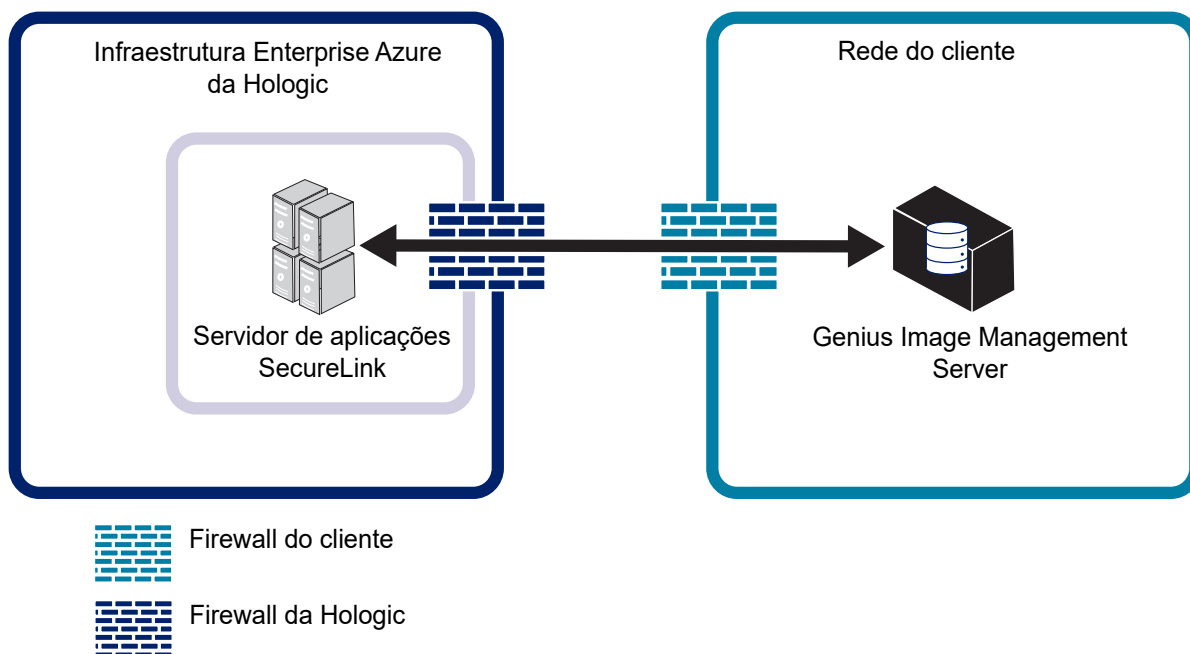 Infraestrutura Enterprise Azure
da Hologic
Rede do cliente
Servidor de aplicações
SecureLink
Genius Image Management
Server
Firewall do cliente
Firewall da Hologic